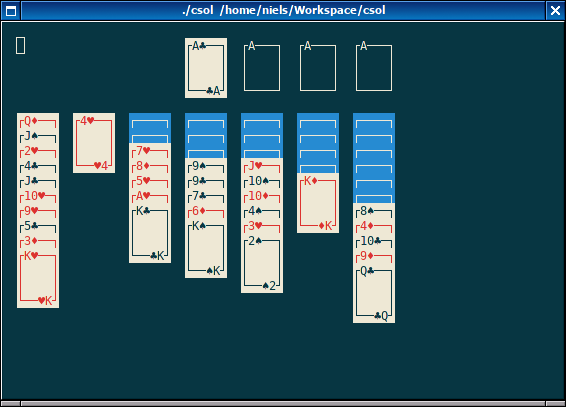 ./csol /home/niels/Workspace/csol
A♣ A A A
♣A
Q♦ 4♥
J♠
2♥ 7♥
4♣ ♥4 8♦ 9♠ J♥
J♣ 5♥ 9♣ 10♠ K♦
10♥ A♥ 7♣ 10♦
9♥ K♣ 6♦ 4♠ 8♠
5♣ K♠ 3♥ ♦K 4♦
3♦ 2♠ 10♣
K♥ ♣K 9♦
♠K Q♣
♠2
♥K
♣Q